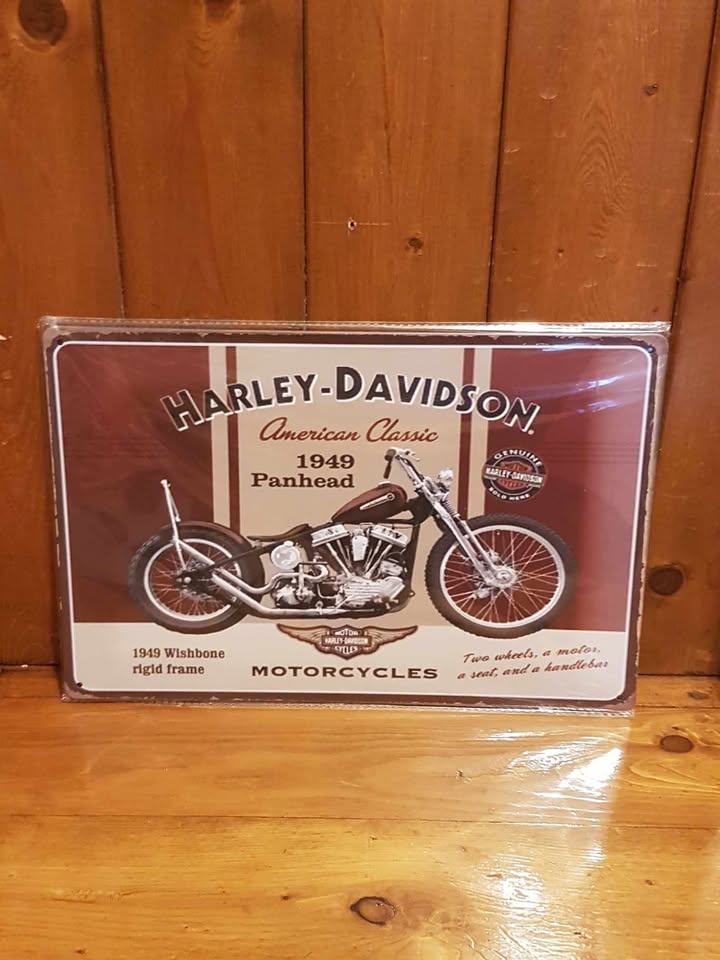 HARLEY-DAVIDSON
American Classic
1949
Panhead
GENUINE
HARLEY-DAVIDSON
SOLD HERE
MOTOR
HARLEY-DAVIDSON
CYCLES
1949 Wishbone
rigid frame
MOTORCYCLES
Two wheels, a motor,
a seat, and a handlebar